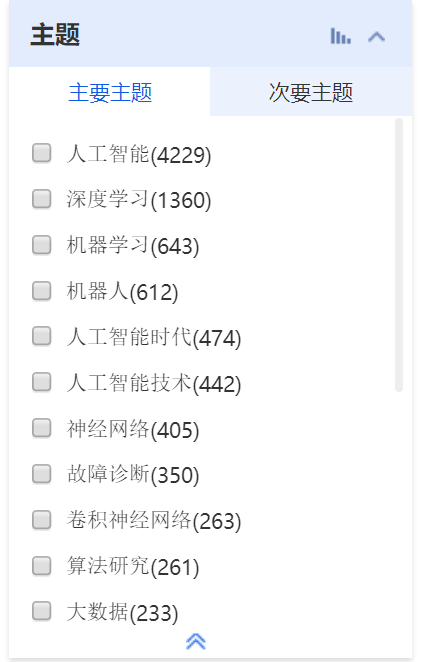 主题
主要主题 次要主题
人工智能(4229)
深度学习(1360)
机器学习(643)
机器人(612)
人工智能时代(474)
人工智能技术(442)
神经网络(405)
故障诊断(350)
卷积神经网络(263)
算法研究(261)
大数据(233)